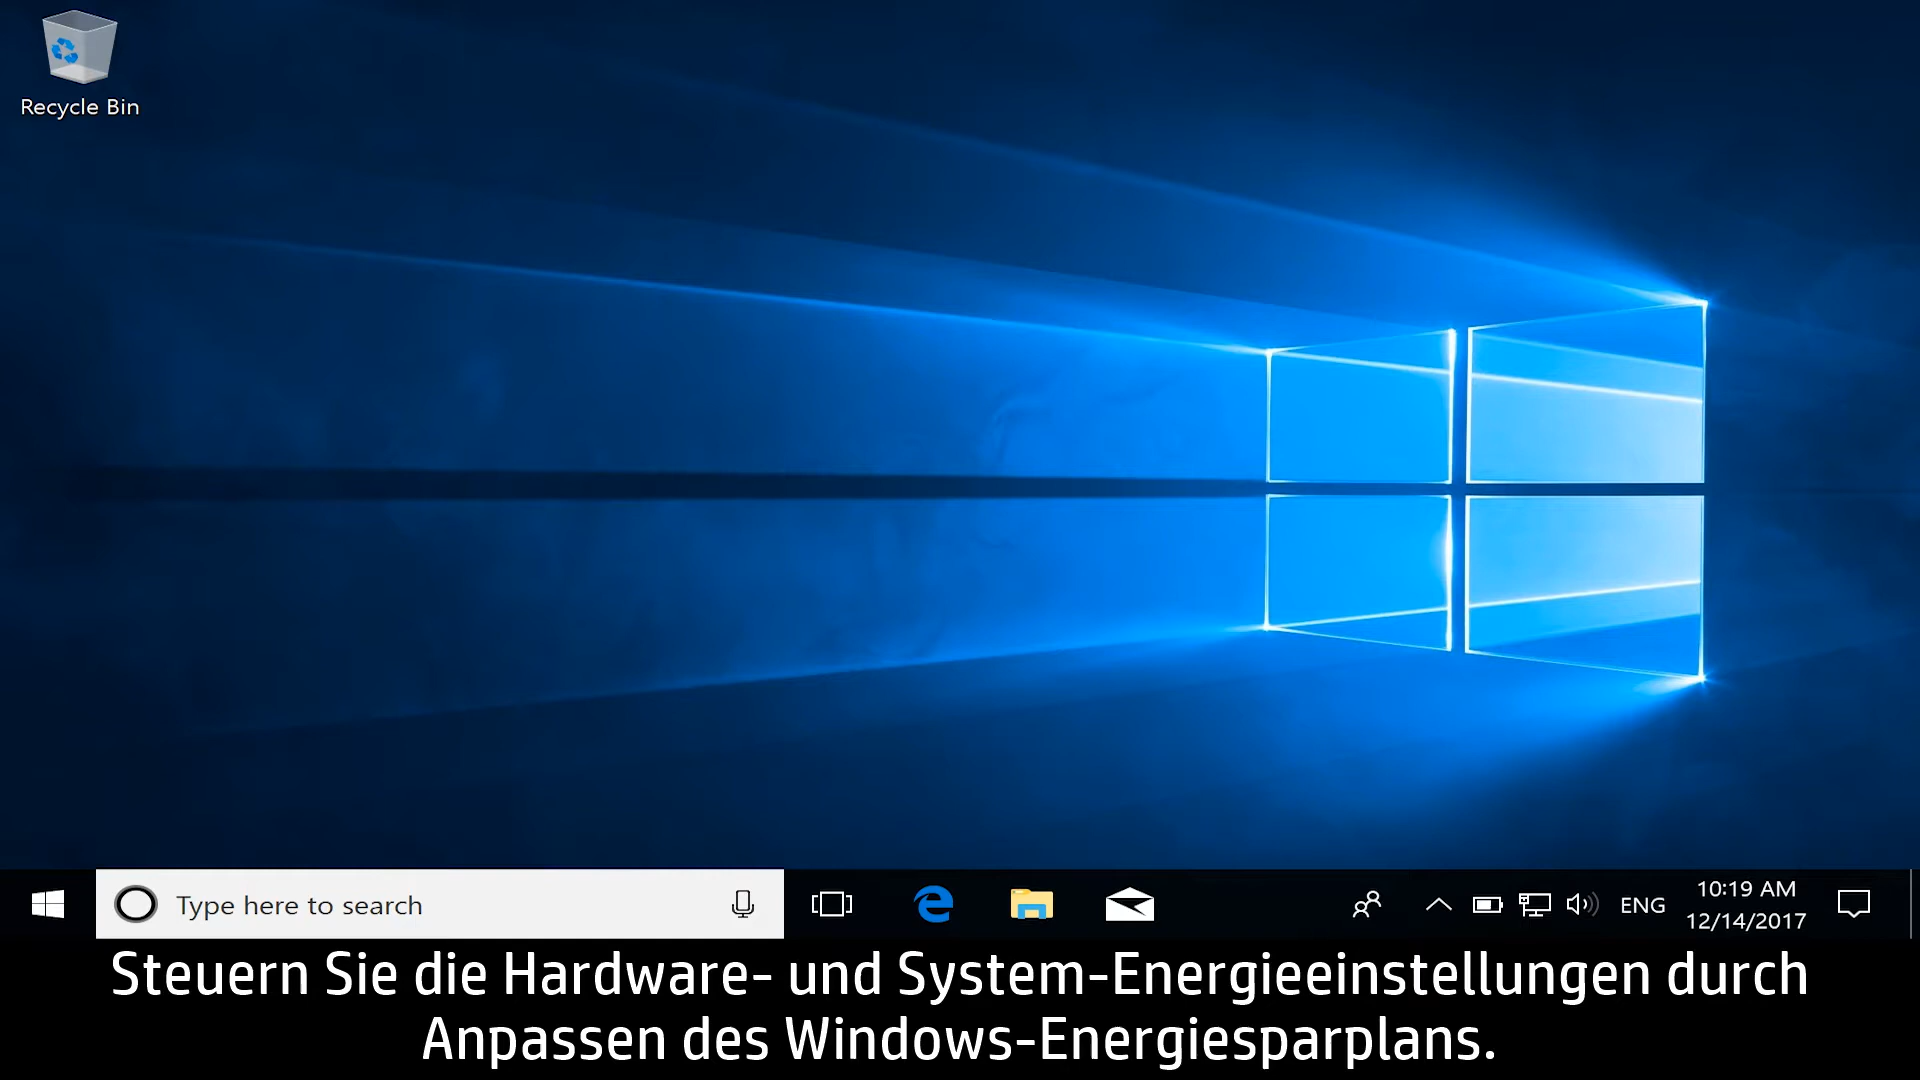 Recycle Bin
Type here to search
ENG
10:19 AM
12/14/2017
Steuern Sie die Hardware- und System-Energieeinstellungen durch
Anpassen des Windows-Energiesparplans.